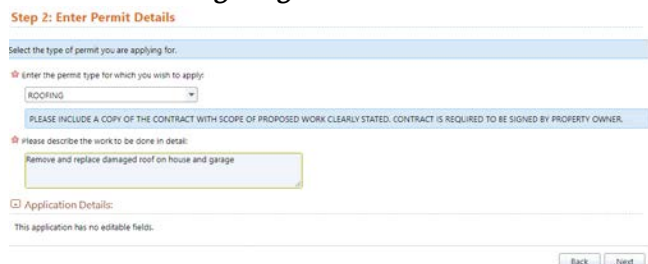 Step 2: Enter Permit Details
Select the type of permit you are applying for.
Enter the permit type for which you wish to apply:
ROOFING
PLEASE INCLUDE A COPY OF THE CONTRACT WITH SCOPE OF PROPOSED WORK CLEARLY STATED. CONTRACT IS REQUIRED TO BE SIGNED BY PROPERTY OWNER.
Please describe the work to be done in detail:
Remove and replace damaged roof on house and garage
Application Details:
This application has no editable fields.
Back Next